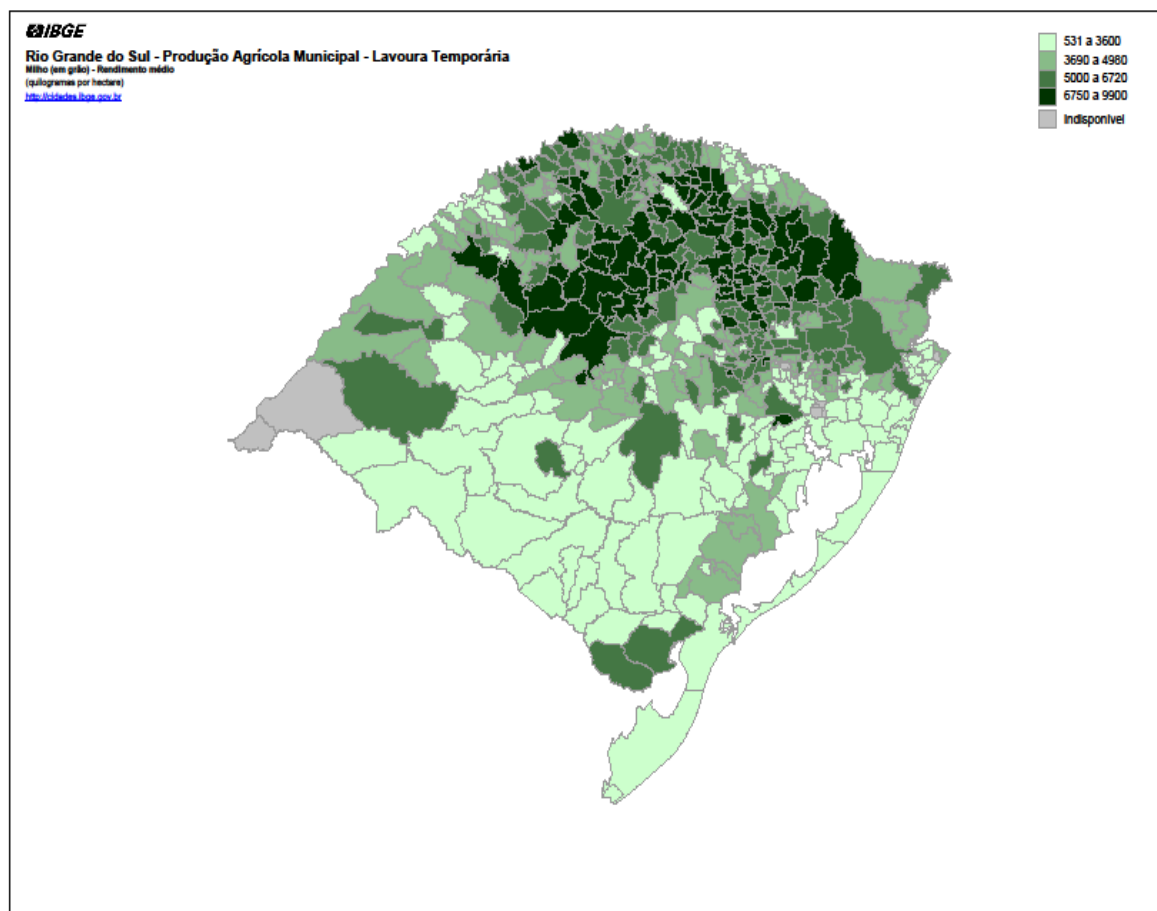 IBGE
Rio Grande do Sul - Produção Agrícola Municipal - Lavoura Temporária
Milho (em grão) - Rendimento médio
(quilogramas por hectare)
http://cidades.ibge.gov.br
531 a 3600
3690 a 4980
5000 a 6720
6750 a 9900
Indisponível